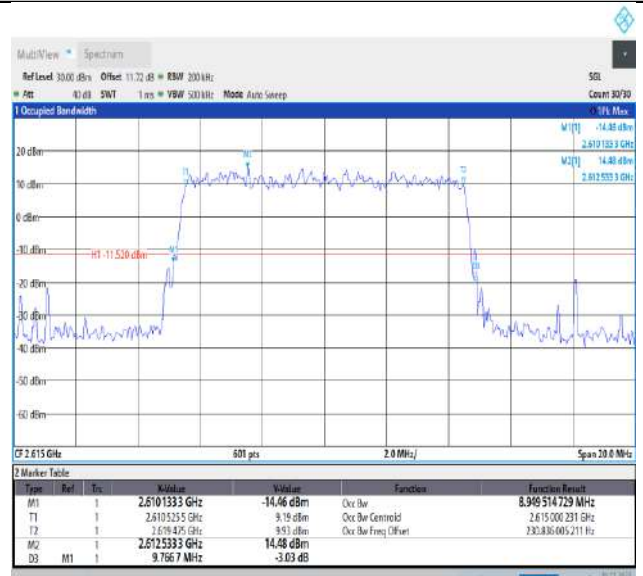 MultiView Spectrum
Ref Level 30.00 dBm Offset 11.72 dB RBW 200 kHz SGL
Att 40 dB SWT 1 ms VBW 500 kHz Mode Auto Sweep Count 30/30
1 Occupied Bandwidth 1Pk Max
M1[1] -14.46 dBm
2.6101333 GHz
M2[1] 14.48 dBm
2.6125333 GHz
20 dBm
10 dBm
0 dBm
-10 dBm
H1 -11.520 dBm
-20 dBm
-30 dBm
-40 dBm
-50 dBm
-60 dBm
CF 2.615 GHz 601 pts 2.0 MHz/ Span 20.0 MHz
2 Marker Table
Type Ref Trc X-Value Y-Value Function Function Result
M1 1 2.6101333 GHz -14.46 dBm Occ Bw 8.949514729 MHz
T1 1 2.6105255 GHz 9.19 dBm Occ Bw Centroid 2.615000231 GHz
T2 1 2.619475 GHz 9.93 dBm Occ Bw Freq Offset 230.836005211 Hz
M2 1 2.6125333 GHz 14.48 dBm
D3 M1 1 9.7667 MHz -3.03 dB